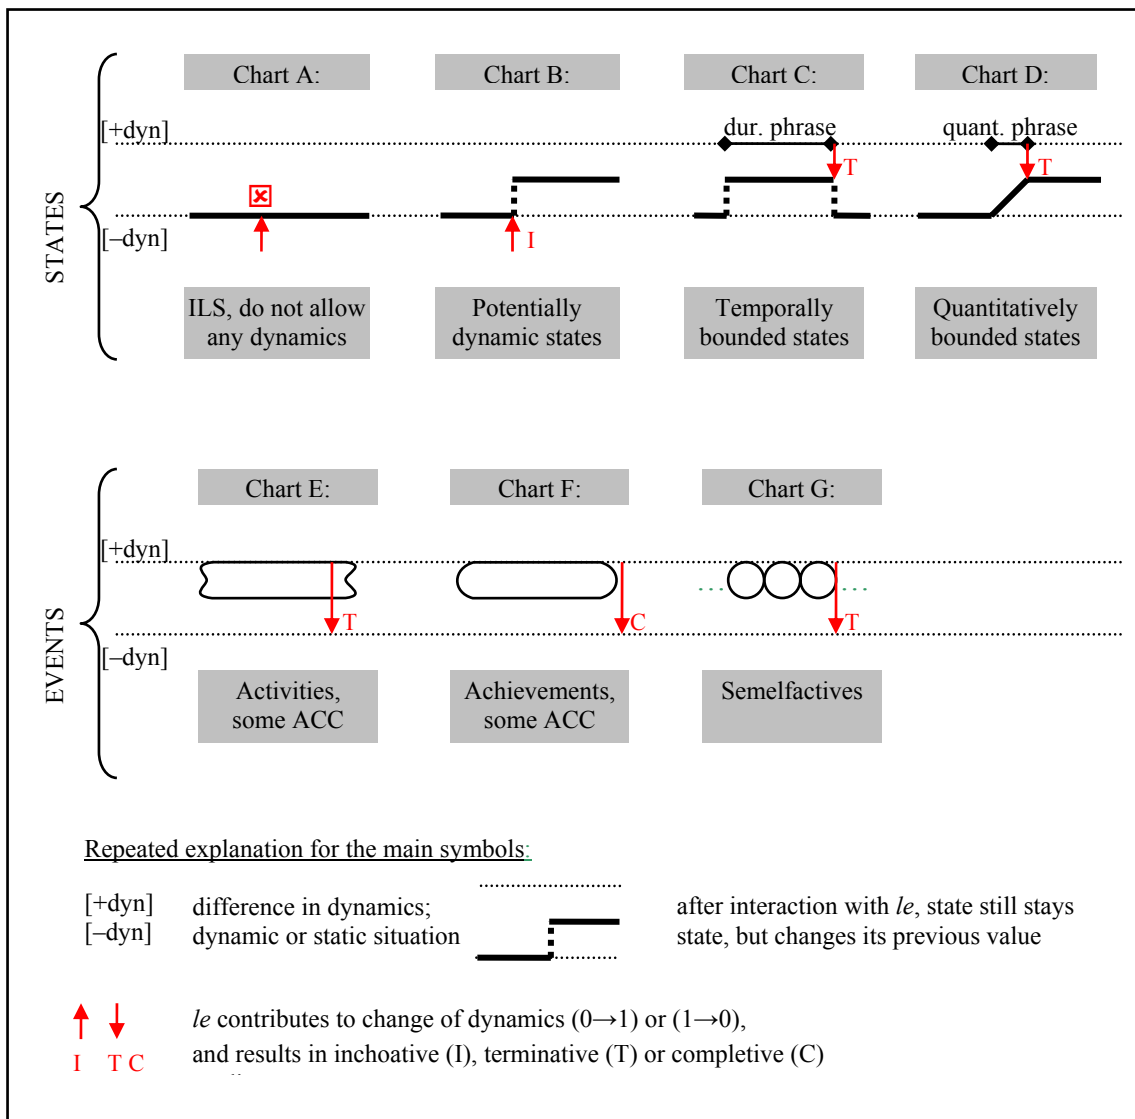 Chart A:
Chart B:
Chart C:
Chart D:
[+dyn]
dur. phrase
quant. phrase
T
T
[–dyn]
I
STATES
ILS, do not allow
any dynamics
Potentially
dynamic states
Temporally
bounded states
Quantitatively
bounded states
Chart E:
Chart F:
Chart G:
[+dyn]
T
C
T
[–dyn]
EVENTS
Activities,
some ACC
Achievements,
some ACC
Semelfactives
Repeated explanation for the main symbols:
[+dyn]
[–dyn]
difference in dynamics;
dynamic or static situation
after interaction with le, state still stays
state, but changes its previous value
le contributes to change of dynamics (0→1) or (1→0),
I T C
and results in inchoative (I), terminative (T) or completive (C)